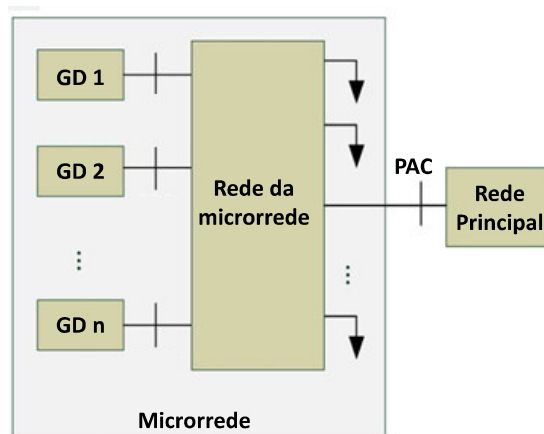 GD 1
GD 2
GD n
Rede da
microrrede
PAC
Rede
Principal
Microrrede